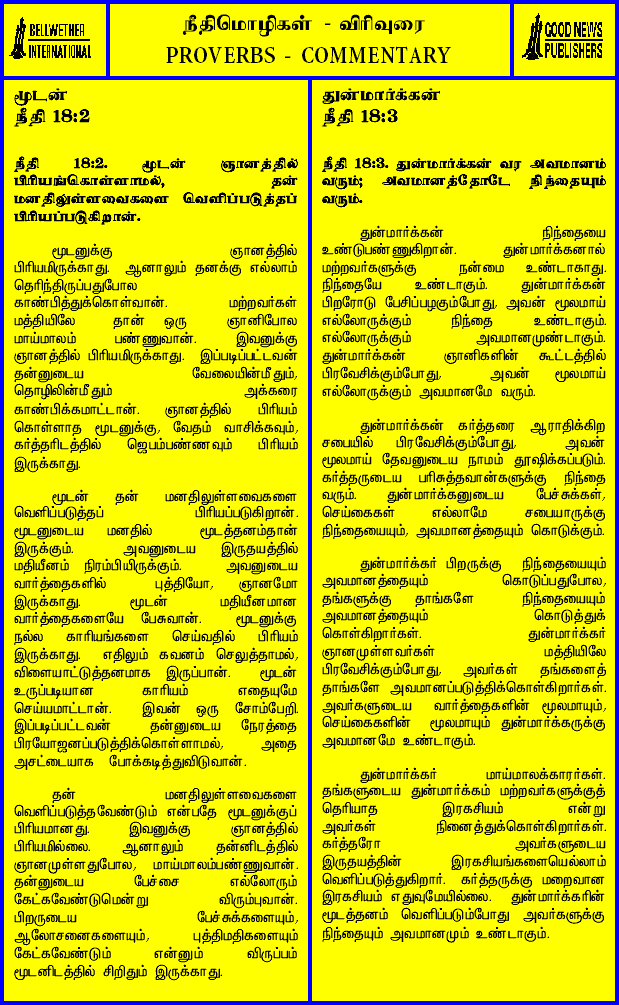 BELLWETHER
INTERNATIONAL
நீதிமொழிகள் - விரிவுரை
PROVERBS - COMMENTARY
GOOD NEWS
PUBLISHERS
மூடன்
நீதி 18:2
நீதி 18:2. மூடன் ஞானத்தில்
பிரியங்கொள்ளாமல், தன்
மனதிலுள்ளவைகளை வெளிப்படுத்தப்
பிரியப்படுகிறான்.
மூடனுக்கு ஞானத்தில்
பிரியமிருக்காது. ஆனாலும் தனக்கு எல்லாம்
தெரிந்திருப்பதுபோல
காண்பித்துக்கொள்வான். மற்றவர்கள்
மத்தியிலே தான் ஒரு ஞானிபோல
மாய்மாலம் பண்ணுவான். இவனுக்கு
ஞானத்தில் பிரியமிருக்காது. இப்படிப்பட்டவன்
தன்னுடைய வேலையின்மீதும்,
தொழிலின்மீதும் அக்கரை
காண்பிக்கமாட்டான். ஞானத்தில் பிரியம்
கொள்ளாத மூடனுக்கு, வேதம் வாசிக்கவும்,
கர்த்தரிடத்தில் ஜெபம்பண்ணவும் பிரியம்
இருக்காது.
மூடன் தன் மனதிலுள்ளவைகளை
வெளிப்படுத்தப் பிரியப்படுகிறான்.
மூடனுடைய மனதில் மூடத்தனம்தான்
இருக்கும். அவனுடைய இருதயத்தில்
மதியீனம் நிரம்பியிருக்கும். அவனுடைய
வார்த்தைகளில் புத்தியோ, ஞானமோ
இருக்காது. மூடன் மதியீனமான
வார்த்தைகளையே பேசுவான். மூடனுக்கு
நல்ல காரியங்களை செய்வதில் பிரியம்
இருக்காது. எதிலும் கவனம் செலுத்தாமல்,
விளையாட்டுத்தனமாக இருப்பான். மூடன்
உருப்படியான காரியம் எதையுமே
செய்யமாட்டான். இவன் ஒரு சோம்பேறி.
இப்படிப்பட்டவன் தன்னுடைய நேரத்தை
பிரயோஜனப்படுத்திக்கொள்ளாமல், அதை
அசட்டையாக போக்கடித்துவிடுவான்.
தன் மனதிலுள்ளவைகளை
வெளிப்படுத்தவேண்டும் என்பதே மூடனுக்குப்
பிரியமானது. இவனுக்கு ஞானத்தில்
பிரியமில்லை. ஆனாலும் தன்னிடத்தில்
ஞானமுள்ளதுபோல, மாய்மாலம்பண்ணுவான்.
தன்னுடைய பேச்சை எல்லோரும்
கேட்கவேண்டுமென்று விரும்புவான்.
பிறருடைய பேச்சுக்களையும்,
ஆலோசனைகளையும், புத்திமதிகளையும்
கேட்கவேண்டும் என்னும் விருப்பம்
மூடனிடத்தில் சிறிதும் இருக்காது.
துன்மார்க்கன்
நீதி 18:3
நீதி 18:3. துன்மார்க்கன் வர அவமானம்
வரும்; அவமானத்தோடே நிந்தையும்
வரும்.
துன்மார்க்கன் நிந்தையை
உண்டுபண்ணுகிறான். துன்மார்க்கனால்
மற்றவர்களுக்கு நன்மை உண்டாகாது.
நிந்தையே உண்டாகும். துன்மார்க்கன்
பிறரோடு பேசிப்பழகும்போது, அவன் மூலமாய்
எல்லோருக்கும் நிந்தை உண்டாகும்.
எல்லோருக்கும் அவமானமுண்டாகும்.
துன்மார்க்கன் ஞானிகளின் கூட்டத்தில்
பிரவேசிக்கும்போது, அவன் மூலமாய்
எல்லோருக்கும் அவமானமே வரும்.
துன்மார்க்கன் கர்த்தரை ஆராதிக்கிற
சபையில் பிரவேசிக்கும்போது, அவன்
மூலமாய் தேவனுடைய நாமம் தூஷிக்கப்படும்.
கர்த்தருடைய பரிசுத்தவான்களுக்கு நிந்தை
வரும். துன்மார்க்கனுடைய பேச்சுக்கள்,
செய்கைகள் எல்லாமே சபையாருக்கு
நிந்தையையும், அவமானத்தையும் கொடுக்கும்.
துன்மார்க்கர் பிறருக்கு நிந்தையையும்
அவமானத்தையும் கொடுப்பதுபோல,
தங்களுக்கு தாங்களே நிந்தையையும்
அவமானத்தையும் கொடுத்துக்
கொள்கிறார்கள். துன்மார்க்கர்
ஞானமுள்ளவர்கள் மத்தியிலே
பிரவேசிக்கும்போது, அவர்கள் தங்களைத்
தாங்களே அவமானப்படுத்திக்கொள்கிறார்கள்.
அவர்களுடைய வார்த்தைகளின் மூலமாயும்,
செய்கைகளின் மூலமாயும் துன்மார்க்கருக்கு
அவமானமே உண்டாகும்.
துன்மார்க்கர் மாய்மாலக்காரர்கள்.
தங்களுடைய துன்மார்க்கம் மற்றவர்களுக்குத்
தெரியாத இரகசியம் என்று
அவர்கள் நினைத்துக்கொள்கிறார்கள்.
கர்த்தரோ அவர்களுடைய
இருதயத்தின் இரகசியங்களையெல்லாம்
வெளிப்படுத்துகிறார். கர்த்தருக்கு மறைவான
இரகசியம் எதுவுமேயில்லை. துன்மார்க்கரின்
மூடத்தனம் வெளிப்படும்போது அவர்களுக்கு
நிந்தையும் அவமானமும் உண்டாகும்.